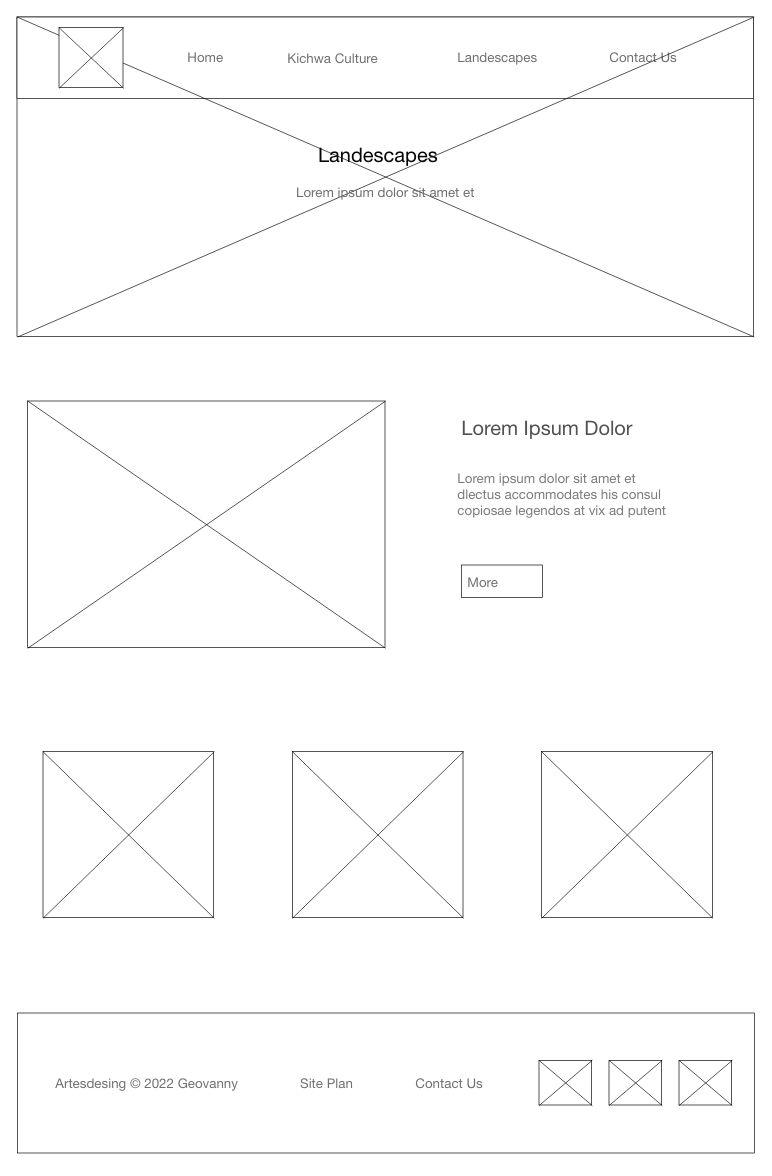 Home
Kichwa Culture
Landescapes
Contact Us
Landescapes
Lorem ipsum dolor sit amet et
Lorem Ipsum Dolor
Lorem ipsum dolor sit amet et
dlectus accommodates his consul
copiosae legendos at vix ad putent
More
Artesdesing © 2022 Geovanny
Site Plan
Contact Us